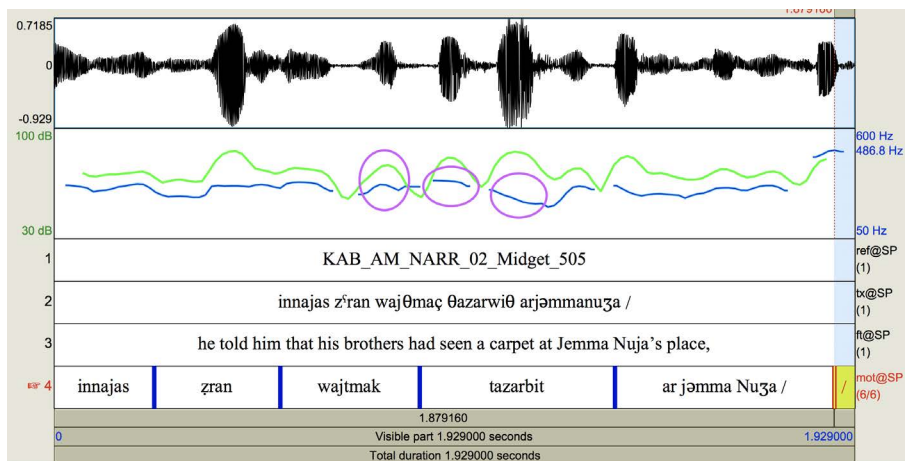 1.879160
0.7185
0
-0.929
100 dB
600 Hz
486.8 Hz
30 dB
50 Hz
1
KAB_AM_NARR_02_Midget_505
ref@SP
(1)
2
innajas zˤran wajθmaç θazarwiθ arjəmmanuʒa /
tx@SP
(1)
3
he told him that his brothers had seen a carpet at Jemma Nuja's place,
ft@SP
(1)
4
innajas
ẓran
wajtmak
tazarbit
ar jəmma Nuʒa /
/
mot@SP
(6/6)
1.879160
0
Visible part 1.929000 seconds
1.929000
Total duration 1.929000 seconds